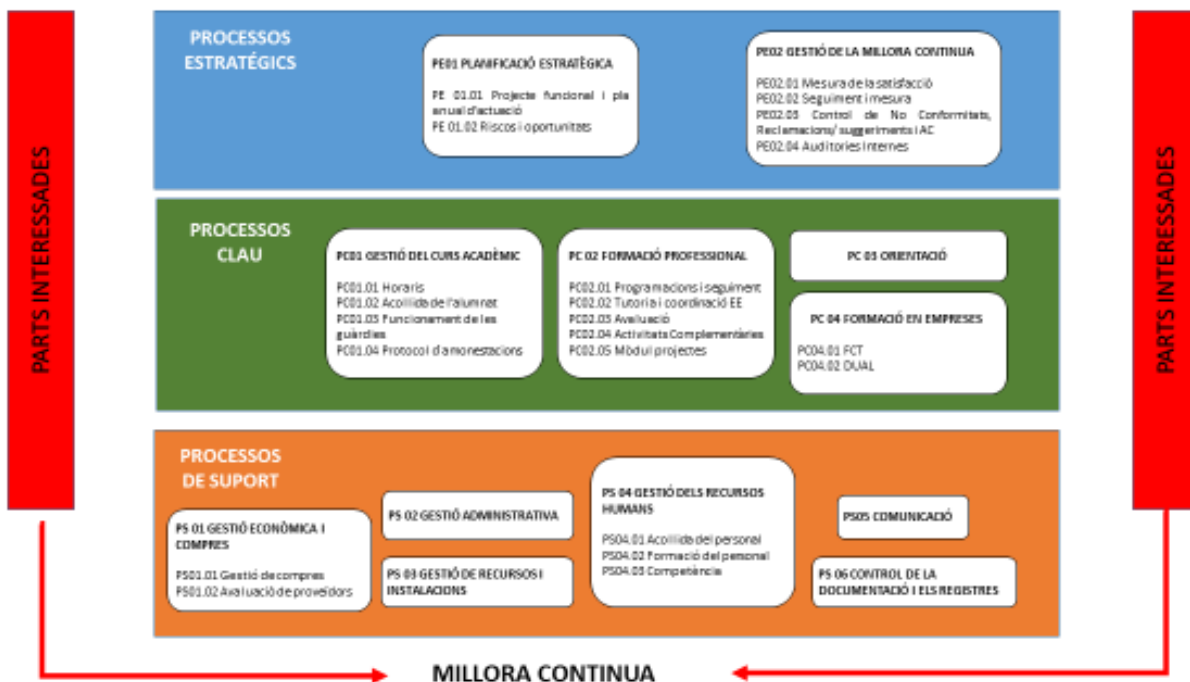 PARTS INTERESSADES
PROCESSOS
ESTRATÉGICS
PE01 PLANIFICACIÓ ESTRATÈGICA
PE 01.01 Projecte funcional i pla
anual d'actuació
PE 01.02 Riscos i oportunitats
PE02 GESTIÓ DE LA MILLORA CONTINUA
PE02.01 Mesura de la satisfacció
PE02.02 Seguiment i mesura
PE02.03 Control de No Conformitats,
Reclamacions/ suggeriments i AC
PE02.04 Auditories Internes
PROCESSOS
CLAU
PC01 GESTIÓ DEL CURS ACADÈMIC
PC01.01 Horaris
PC01.02 Acollida de l'alumnat
PC01.03 Funcionament de les
guàrdies
PC01.04 Protocol d'amonestacions
PC 02 FORMACIÓ PROFESSIONAL
PC02.01 Programacions i seguiment
PC02.02 Tutoria i coordinació EE
PC02.03 Avaluació
PC02.04 Activitats Complementàries
PC02.05 Mòdul projectes
PC 03 ORIENTACIÓ
PC 04 FORMACIÓ EN EMPRESES
PC04.01 FCT
PC04.02 DUAL
PROCESSOS
DE SUPORT
PS 01 GESTIÓ ECONÒMICA I
COMPRES
PS01.01 Gestió de compres
PS01.02 Avaluació de proveïdors
PS 02 GESTIÓ ADMINISTRATIVA
PS 03 GESTIÓ DE RECURSOS I
INSTALACIONS
PS 04 GESTIÓ DELS RECURSOS
HUMANS
PS04.01 Acollida del personal
PS04.02 Formació del personal
PS04.03 Competència
PS05 COMUNICACIÓ
PS 06 CONTROL DE LA
DOCUMENTACIÓ I ELS REGISTRES
PARTS INTERESSADES
MILLORA CONTINUA